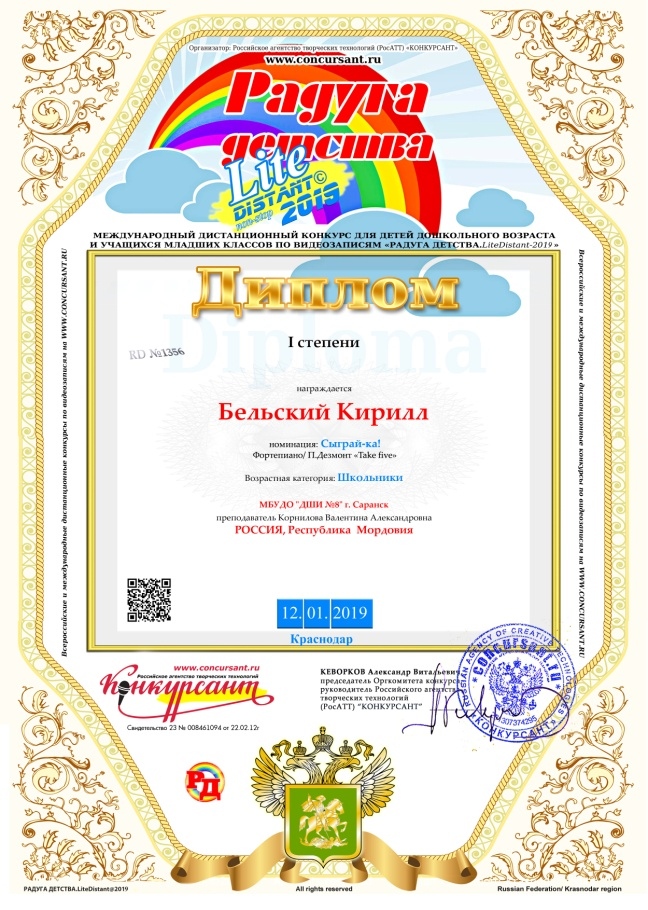 Организатор: Российское агентство творческих технологий (РосАТТ) «КОНКУРСАНТ»
www.concursant.ru
Радуга
детства
Lite
DISTANT©
non-stop
2019
МЕЖДУНАРОДНЫЙ ДИСТАНЦИОННЫЙ КОНКУРС ДЛЯ ДЕТЕЙ ДОШКОЛЬНОГО ВОЗРАСТА
И УЧАЩИХСЯ МЛАДШИХ КЛАССОВ ПО ВИДЕОЗАПИСЯМ «РАДУГА ДЕТСТВА.LiteDistant-2019»
Всероссийские и международные дистанционные конкурсы по видеозаписям на WWW.CONCURSANT.RU
Всероссийские и международные дистанционные конкурсы по видеозаписям на WWW.CONCURSANT.RU
Диплом
Diploma
I степени
RD №1356
награждается
Бельский Кирилл
номинация: Сыграй-ка!
Фортепиано/ П.Дезмонт «Take five»
Возрастная категория: Школьники
МБУДО "ДШИ №8" г. Саранск
преподаватель Корнилова Валентина Александровна
РОССИЯ, Республика Мордовия
12. 01. 2019
Краснодар
www.concursant.ru
Российское агентство творческих технологий
Конкурсант
Свидетельство 23 № 008461094 от 22.02.12г
КЕВОРКОВ Александр Витальевич
председатель Оргкомитета конкурса
руководитель Российского агентства
творческих технологий
(РосАТТ) "КОНКУРСАНТ"
RUSSIAN AGENCY OF CREATIVE TECHNOLOGIES
CONCURSANT.RU
307374295
«КОНКУРСАНТ»
РД
РАДУГА ДЕТСТВА.LiteDistant@2019
All rights reserved
Russian Federation/ Krasnodar region